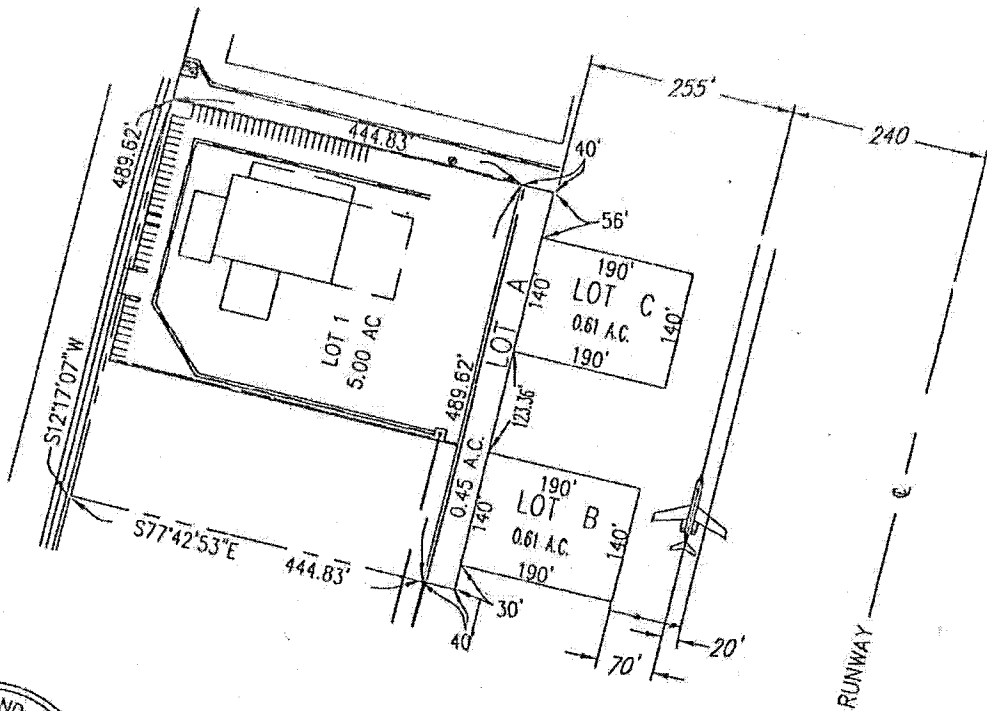 255'
240
489.62'
444.83'
40'
56'
190'
LOT A
140'
LOT C
0.61 A.C.
140'
190'
LOT 1
5.00 AC
489.62'
123.36'
S12°17'07"W
0.45 A.C.
190'
LOT B
140'
0.61 A.C.
140'
190'
S77°42'53"E
444.83'
30'
40
20'
70'
RUNWAY
℄